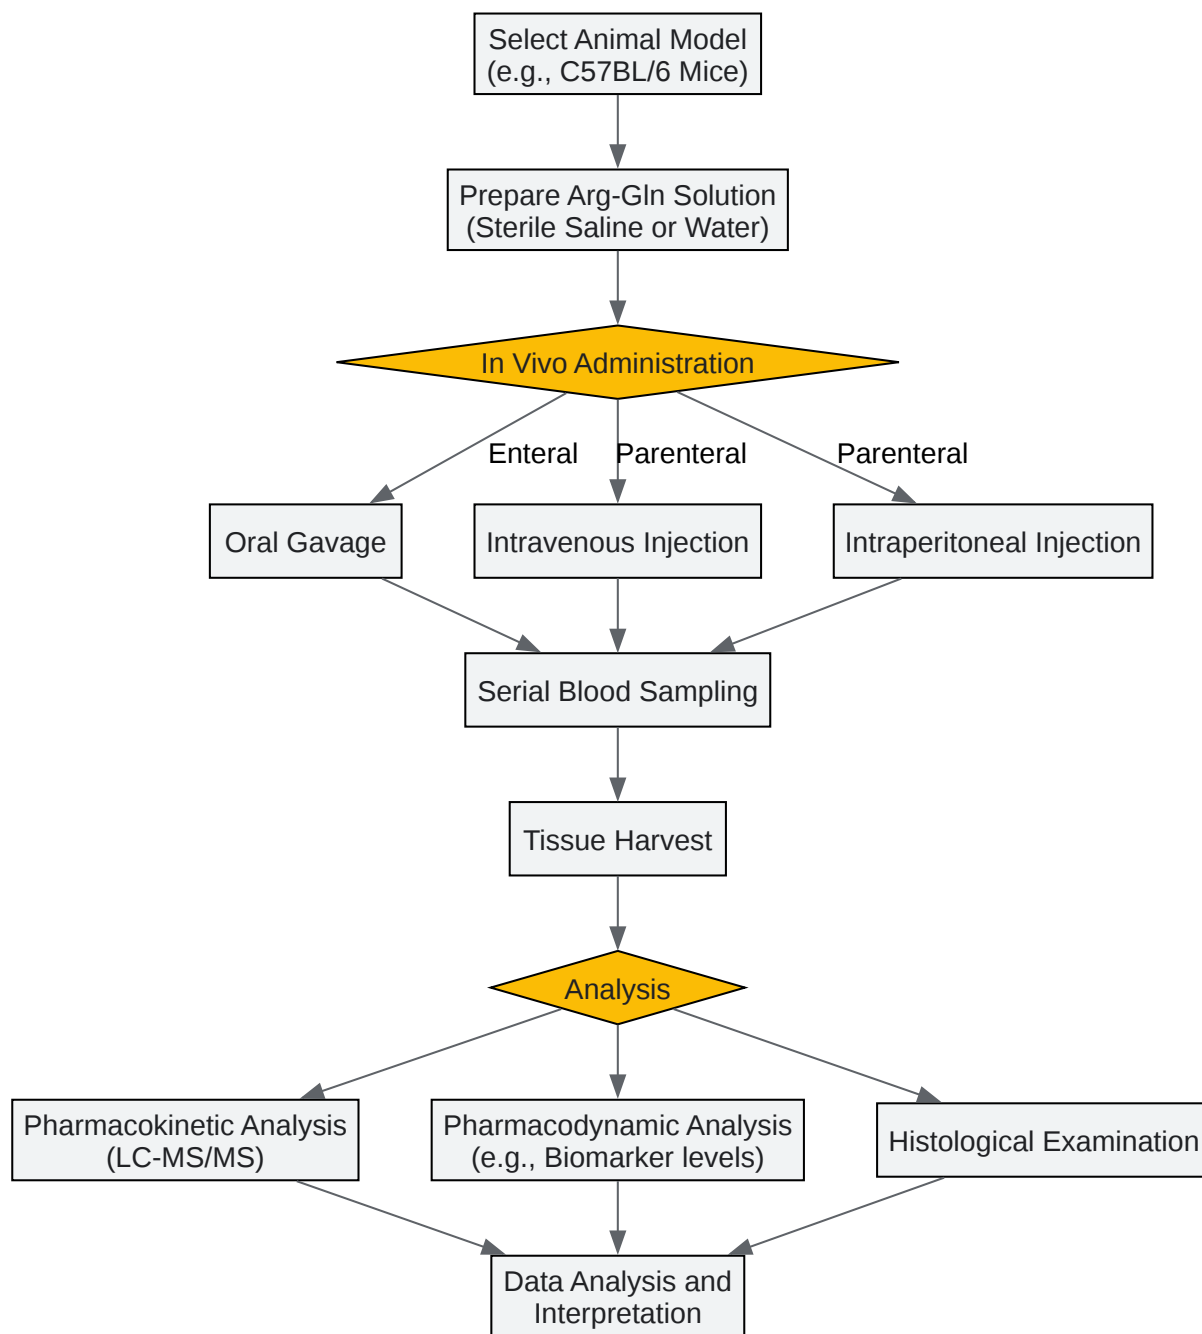 Select Animal Model
(e.g., C57BL/6 Mice)
Prepare Arg-Gln Solution
(Sterile Saline or Water)
In Vivo Administration
Enteral
Parenteral
Parenteral
Oral Gavage
Intravenous Injection
Intraperitoneal Injection
Serial Blood Sampling
Tissue Harvest
Analysis
Pharmacokinetic Analysis
(LC-MS/MS)
Pharmacodynamic Analysis
(e.g., Biomarker levels)
Histological Examination
Data Analysis and
Interpretation